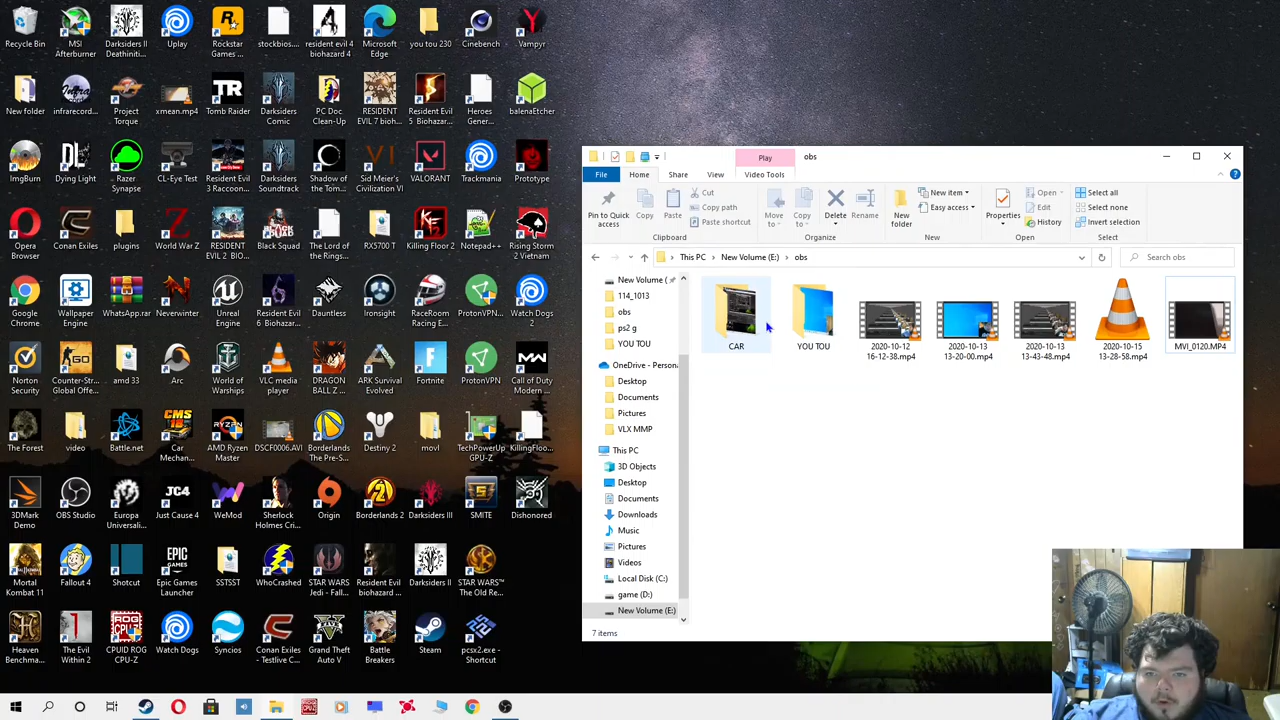 Recycle Bin
MSI Afterburner
Darksiders II Deathiniti...
Uplay
Rockstar Games ...
stockbios....
resident evil 4 biohazard 4
Microsoft Edge
you tou 230
Cinebench
Vampyr
New folder
infrarecord...
Project Torque
xmean.mp4
Tomb Raider
Darksiders Comic
PC Doc Clean-Up
RESIDENT EVIL 7 bioh...
Resident Evil 5 Biohazar...
Heroes Gener...
balenaEtcher
ImgBurn
Dying Light
Razer Synapse
CL-Eye Test
Resident Evil 3 Raccoon...
Darksiders Soundtrack
Shadow of the Tom...
Sid Meier's Civilization VI
VALORANT
Trackmania
Prototype
Opera Browser
Conan Exiles
plugins
World War Z
RESIDENT EVIL 2 BIO...
Black Squad
The Lord of the Rings...
RX5700 T
Killing Floor 2
Notepad++
Rising Storm 2 Vietnam
Google Chrome
Wallpaper Engine
WhatsApp.rar
Neverwinter
Unreal Engine
Resident Evil 6 Biohazar...
Dauntless
Ironsight
RaceRoom Racing E...
ProtonVPN...
Watch Dogs 2
Norton Security
Counter-Str... Global Offe...
amd 33
Arc
World of Warships
VLC media player
DRAGON BALL Z ...
ARK Survival Evolved
Fortnite
ProtonVPN
Call of Duty Modern ...
The Forest
video
Battle.net
Car Mechan...
AMD Ryzen Master
DSCF0006.AVI
Borderlands The Pre-S...
Destiny 2
movl
TechPowerUp GPU-Z
KillingFloo...
3DMark Demo
OBS Studio
Europa Universali...
Just Cause 4
WeMod
Sherlock Holmes Cri...
Origin
Borderlands 2
Darksiders III
SMITE
Dishonored
Mortal Kombat 11
Fallout 4
Shotcut
Epic Games Launcher
SSTSST
WhoCrashed
STAR WARS Jedi - Fall...
Resident Evil biohazard ...
Darksiders II
STAR WARS™ The Old Re...
Heaven Benchma...
The Evil Within 2
CPUID ROG CPU-Z
Watch Dogs
Syncios
Conan Exiles - Testlive C...
Grand Theft Auto V
Battle Breakers
Steam
pcsx2.exe - Shortcut
Play
obs
File
Home
Share
View
Video Tools
Pin to Quick access
Copy
Paste
Cut
Copy path
Paste shortcut
Clipboard
Move to
Copy to
Delete
Rename
Organize
New folder
New item
Easy access
New
Properties
Open
Edit
History
Open
Select all
Select none
Invert selection
Select
This PC
New Volume (E:)
obs
Search obs
New Volume (
114_1013
obs
ps2 g
YOU TOU
OneDrive - Persona
Desktop
Documents
Pictures
VLX MMP
This PC
3D Objects
Desktop
Documents
Downloads
Music
Pictures
Videos
Local Disk (C:)
game (D:)
New Volume (E:)
CAR
YOU TOU
2020-10-12 16-12-38.mp4
2020-10-13 13-20-00.mp4
2020-10-13 13-43-48.mp4
2020-10-15 13-28-58.mp4
MVI_0120.MP4
7 items